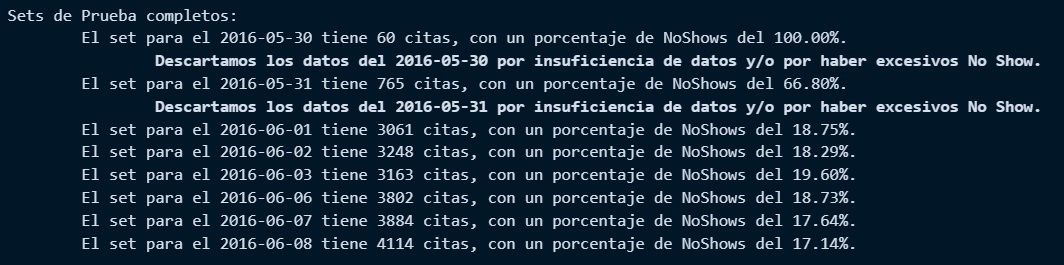 Sets de Prueba completos:
El set para el 2016-05-30 tiene 60 citas, con un porcentaje de NoShows del 100.00%.
Descartamos los datos del 2016-05-30 por insuficiencia de datos y/o por haber excesivos No Show.
El set para el 2016-05-31 tiene 765 citas, con un porcentaje de NoShows del 66.80%.
Descartamos los datos del 2016-05-31 por insuficiencia de datos y/o por haber excesivos No Show.
El set para el 2016-06-01 tiene 3061 citas, con un porcentaje de NoShows del 18.75%.
El set para el 2016-06-02 tiene 3248 citas, con un porcentaje de NoShows del 18.29%.
El set para el 2016-06-03 tiene 3163 citas, con un porcentaje de NoShows del 19.60%.
El set para el 2016-06-06 tiene 3802 citas, con un porcentaje de NoShows del 18.73%.
El set para el 2016-06-07 tiene 3884 citas, con un porcentaje de NoShows del 17.64%.
El set para el 2016-06-08 tiene 4114 citas, con un porcentaje de NoShows del 17.14%.